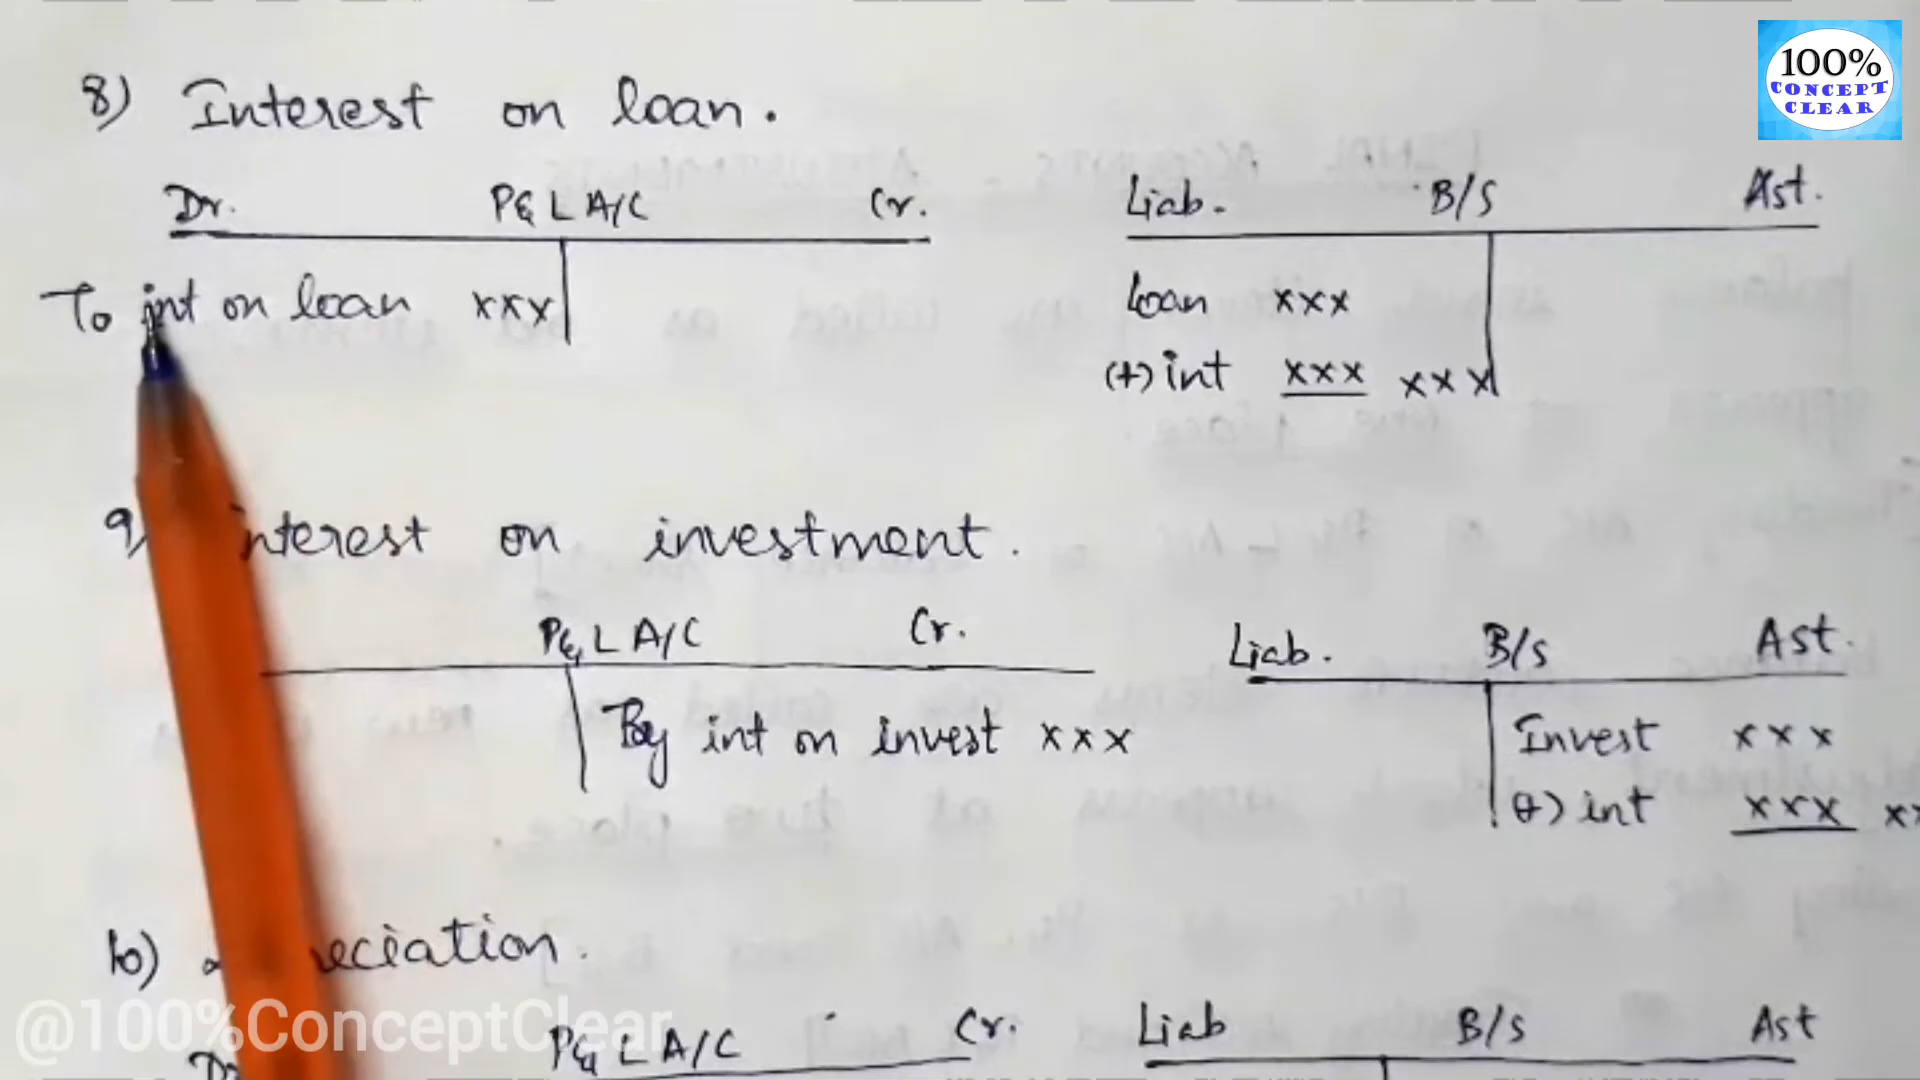 100%
CONCEPT
CLEAR
8) Interest on loan.
Dr. P&L A/C Cr.
To int on loan xxx
Liab. B/S Ast.
Loan xxx
(+) int xxx xxx
9) Interest on investment.
P&L A/C Cr.
By int on invest xxx
Liab. B/S Ast.
Invest xxx
(+) int xxx xx
10)
P&L A/C Cr.
Liab B/S Ast
@100%ConceptClear